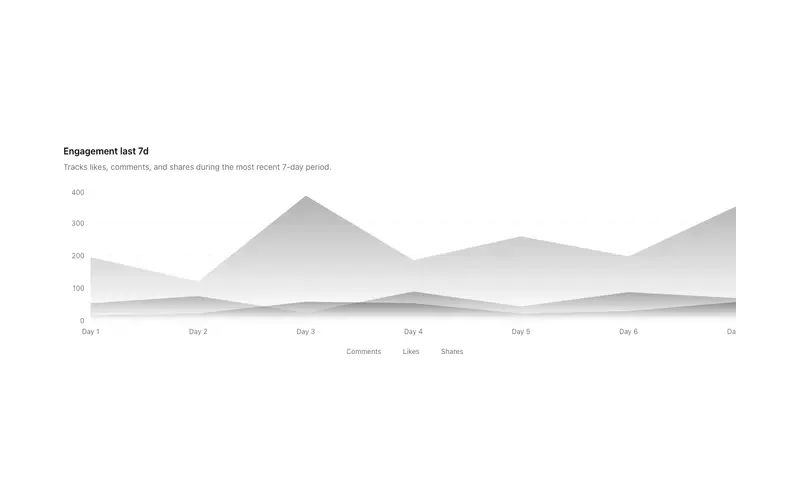 Engagement last 7d
Tracks likes, comments, and shares during the most recent 7-day period.
400
300
200
100
0
Day 1 Day 2 Day 3 Day 4 Day 5 Day 6 Da
Comments Likes Shares